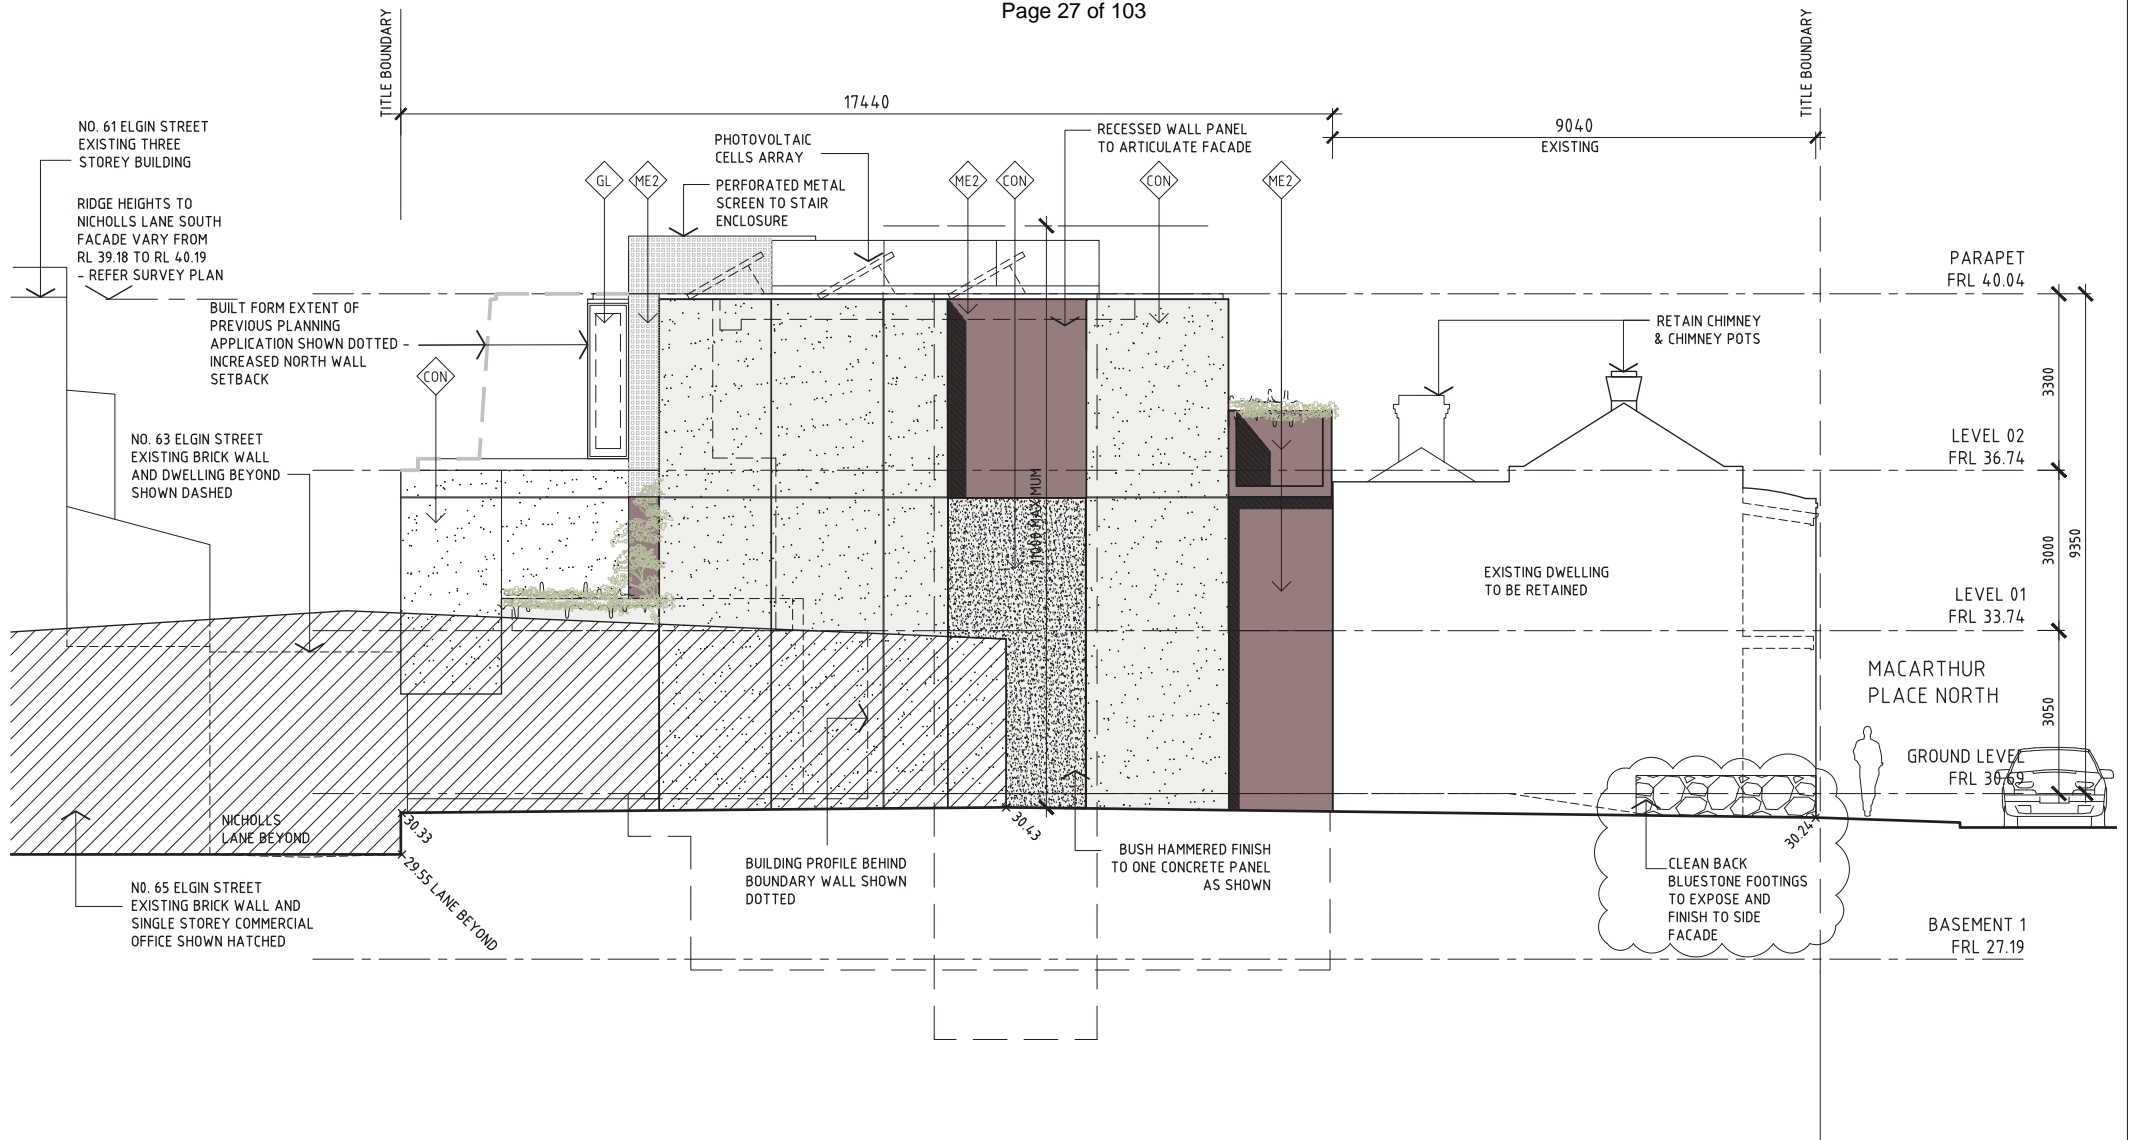 Page 27 of 103
TITLE BOUNDARY
TITLE BOUNDARY
17440
9040
EXISTING
NO. 61 ELGIN STREET
EXISTING THREE
STOREY BUILDING
RIDGE HEIGHTS TO
NICHOLLS LANE SOUTH
FACADE VARY FROM
RL 39.18 TO RL 40.19
- REFER SURVEY PLAN
PHOTOVOLTAIC
CELLS ARRAY
PERFORATED METAL
SCREEN TO STAIR
ENCLOSURE
RECESSED WALL PANEL
TO ARTICULATE FACADE
GL
ME2
ME2
CON
CON
ME2
BUILT FORM EXTENT OF
PREVIOUS PLANNING
APPLICATION SHOWN DOTTED -
INCREASED NORTH WALL
SETBACK
CON
NO. 63 ELGIN STREET
EXISTING BRICK WALL
AND DWELLING BEYOND
SHOWN DASHED
PARAPET
FRL 40.04
RETAIN CHIMNEY
& CHIMNEY POTS
3300
LEVEL 02
FRL 36.74
11000 MAXIMUM
3000
9350
EXISTING DWELLING
TO BE RETAINED
LEVEL 01
FRL 33.74
MACARTHUR
PLACE NORTH
3050
GROUND LEVEL
FRL 30.69
NICHOLLS
LANE BEYOND
30.33
30.43
30.24
29.55 LANE BEYOND
NO. 65 ELGIN STREET
EXISTING BRICK WALL AND
SINGLE STOREY COMMERCIAL
OFFICE SHOWN HATCHED
BUILDING PROFILE BEHIND
BOUNDARY WALL SHOWN
DOTTED
BUSH HAMMERED FINISH
TO ONE CONCRETE PANEL
AS SHOWN
CLEAN BACK
BLUESTONE FOOTINGS
TO EXPOSE AND
FINISH TO SIDE
FACADE
BASEMENT 1
FRL 27.19